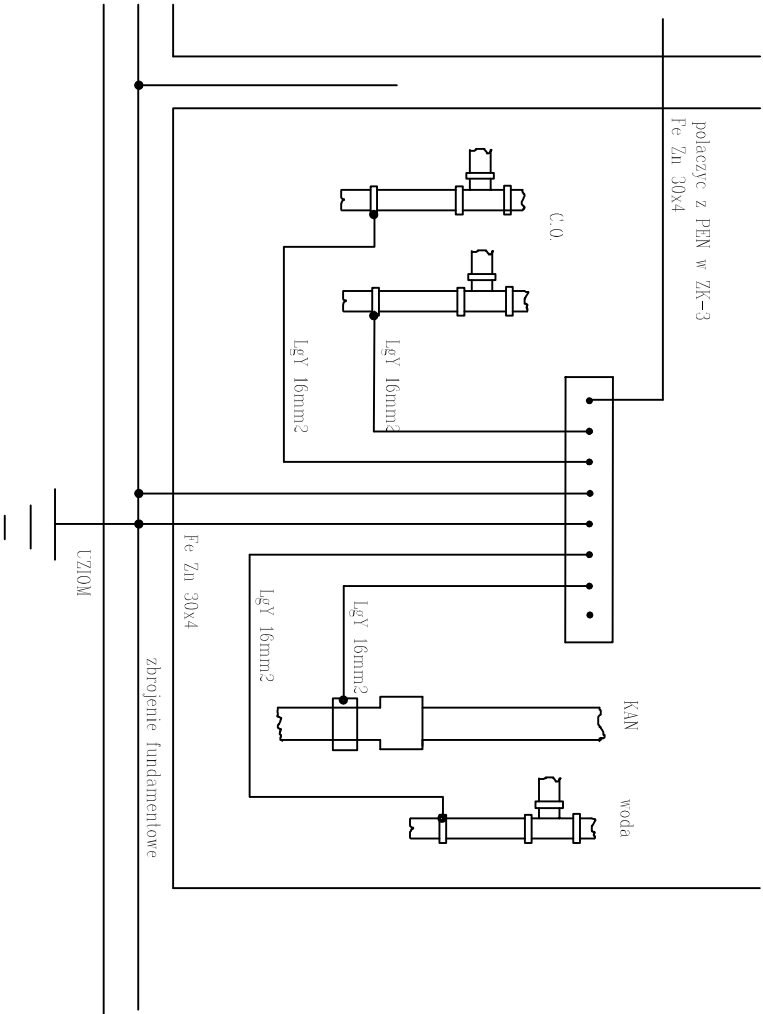 polaczyc z PEN w ZK-3
Fe Zn 30x4
C.O.
LgY 16mm2
LgY 16mm2
KAN
woda
LgY 16mm2
LgY 16mm2
Fe Zn 30x4
zbrojenie fundamentowe
UZIOM